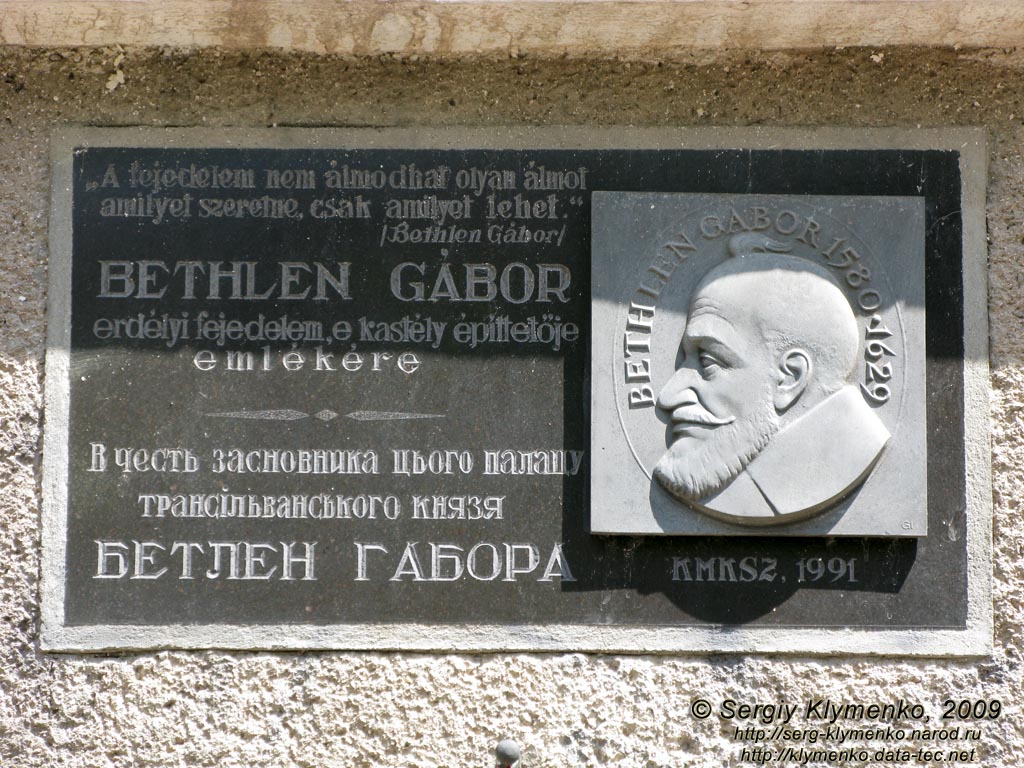 „A fejedelem nem álmodhat olyan álmot
amilyet szeretne, csak amilyet lehet.“
/Bethlen Gábor/
BETHLEN GÁBOR
erdélyi fejedelem, e kastély építtetője
emlékére
В честь засновника цього палацу
трансільванського князя
БЕТЛЕН ГАБОРА
BETHLEN GÁBOR 1580-1629
GI
KMKSZ, 1991
© Sergiy Klymenko, 2009
http://serg-klymenko.narod.ru
http://klymenko.data-tec.net